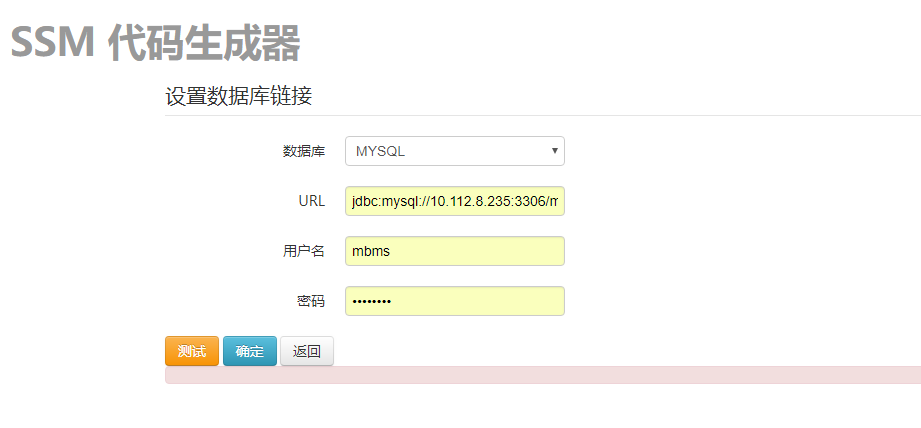 SSM 代码生成器
设置数据库链接
数据库 MYSQL
URL jdbc:mysql://10.112.8.235:3306/m
用户名 mbms
密码 ••••••••
测试 确定 返回